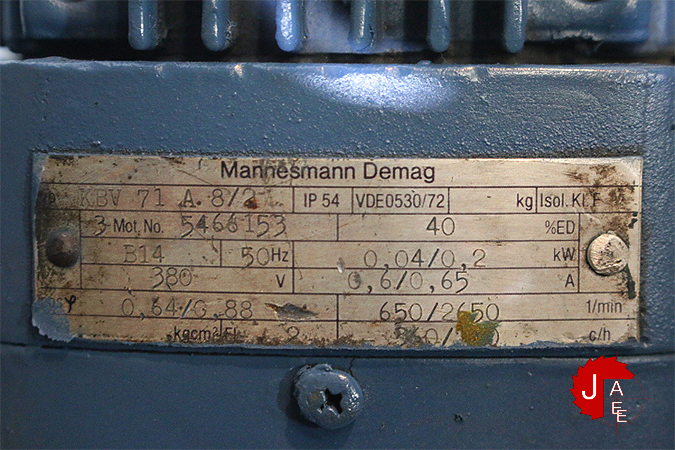 Mannesmann Demag
KBV 71 A 8/2 IP 54 VDE0530/72 kg Isol. Kl F
3 Mot. No. 5466153 40 %ED
B14 50Hz 0,04/0,2 kW
380 V 0,6/0,65 A
φ 0,64/0,88 650/2650 1/min
kgcm² 2 c/h
J
A
E
E